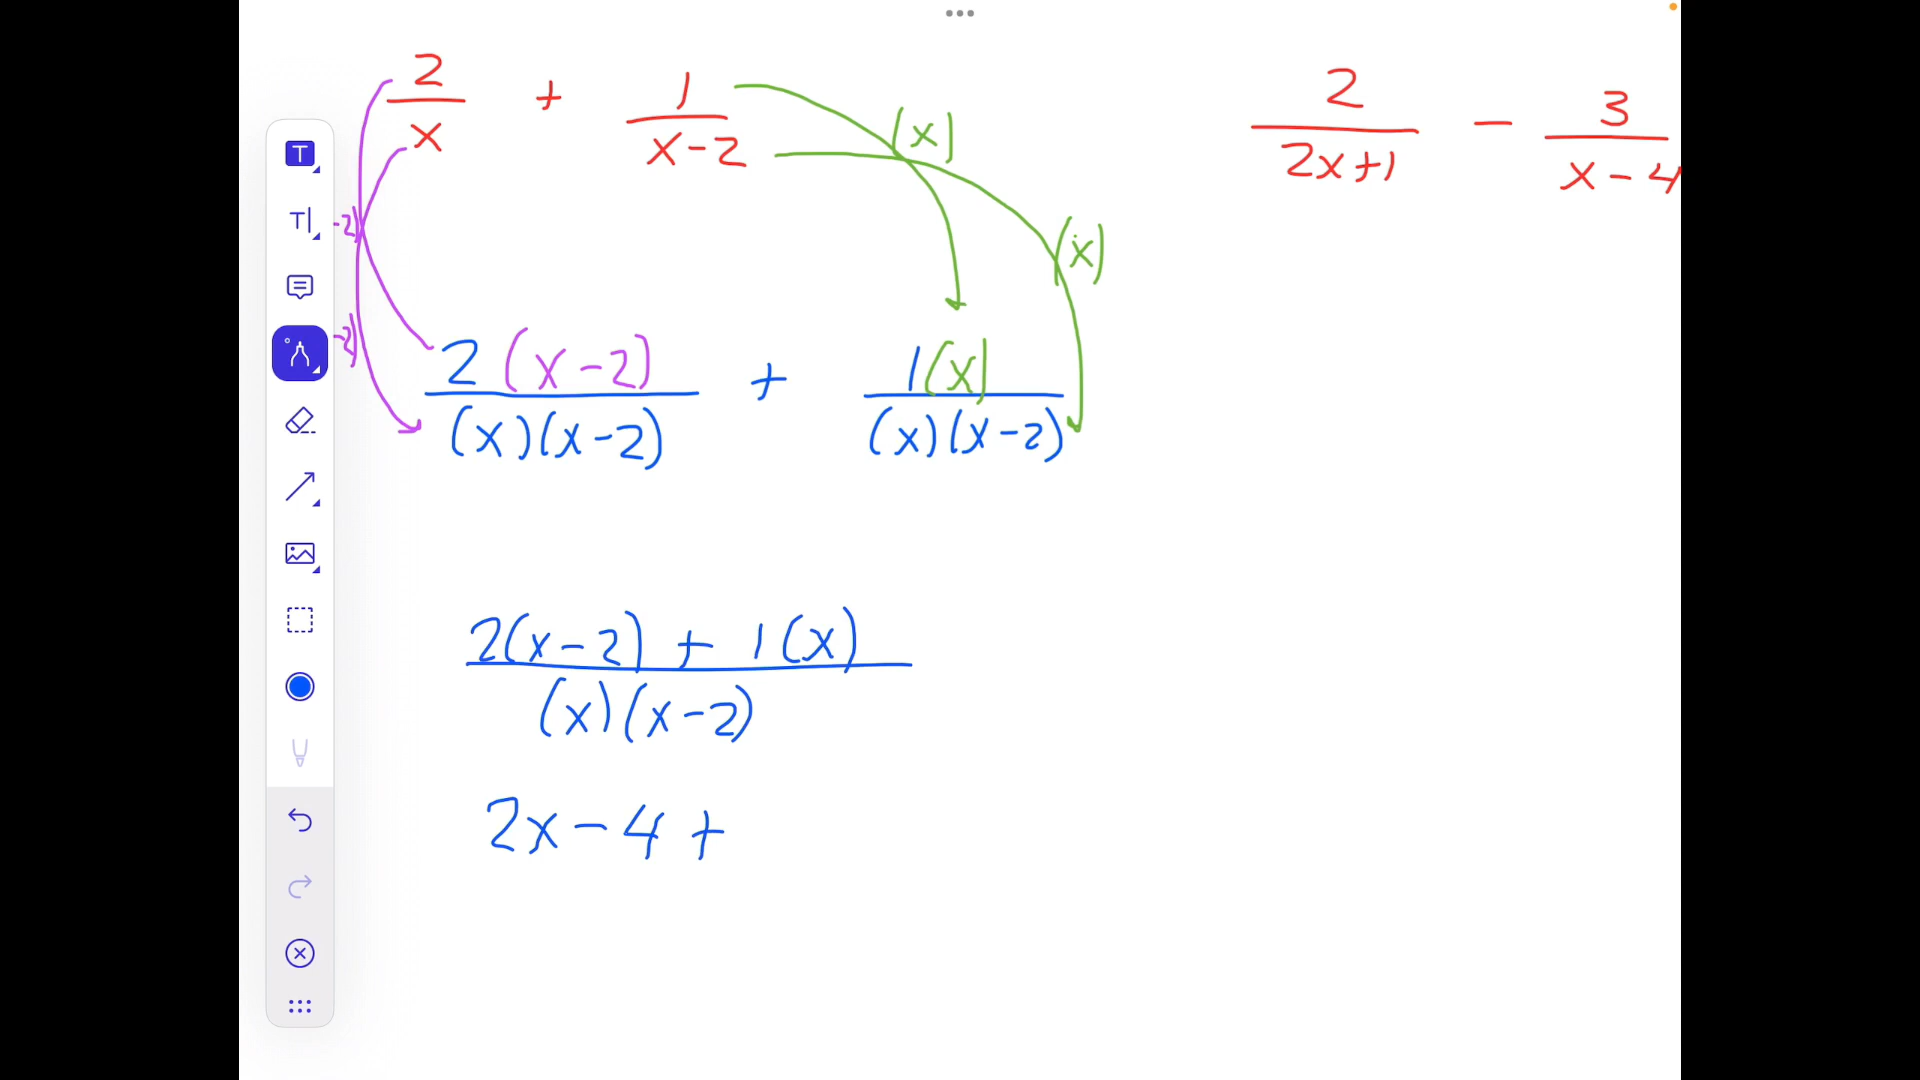 2/x + 1/(x-2)
(x)
(x)
-2)
-2)
2(x-2)/(x)(x-2) + 1(x)/(x)(x-2)
2(x-2) + 1(x)/(x)(x-2)
2x-4+
2/(2x+1) - 3/(x-4
T
T|